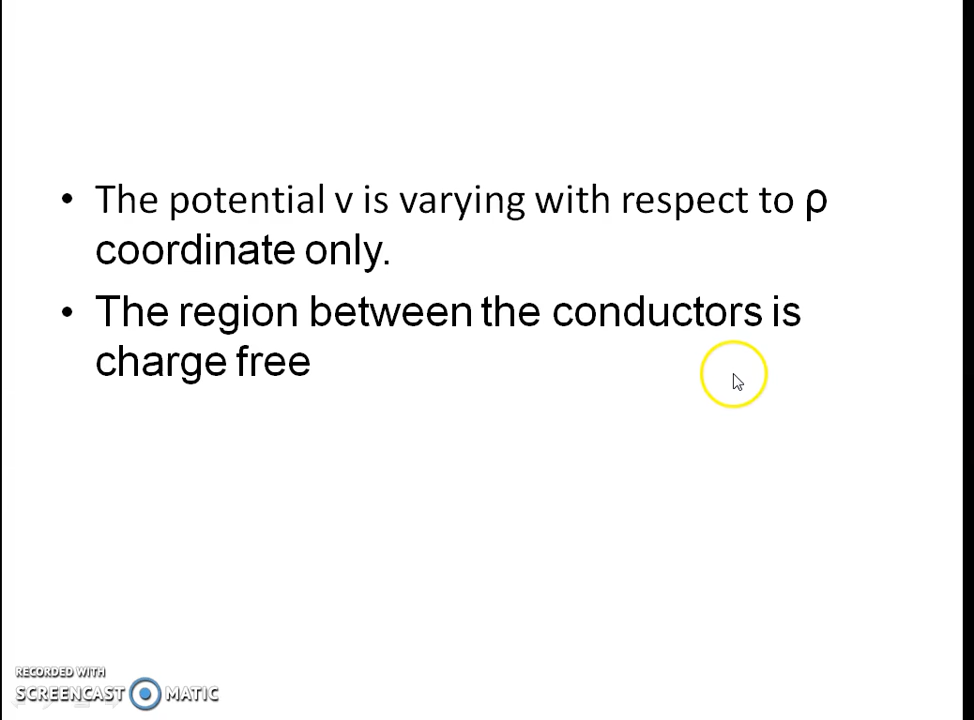 • The potential v is varying with respect to ρ
coordinate only.
• The region between the conductors is
charge free
RECORDED WITH
SCREENCAST MATIC